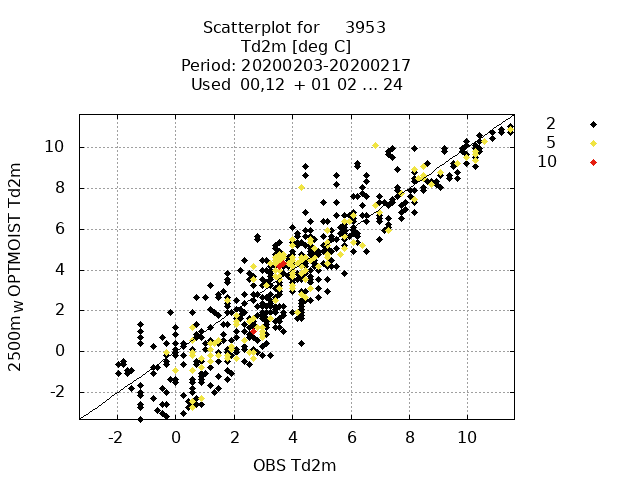 Scatterplot for 3953
Td2m [deg C]
Period: 20200203-20200217
Used 00,12 + 01 02 ... 24
2
5
10
2500m_w OPTMOIST Td2m
10
8
6
4
2
0
-2
-2 0 2 4 6 8 10
OBS Td2m